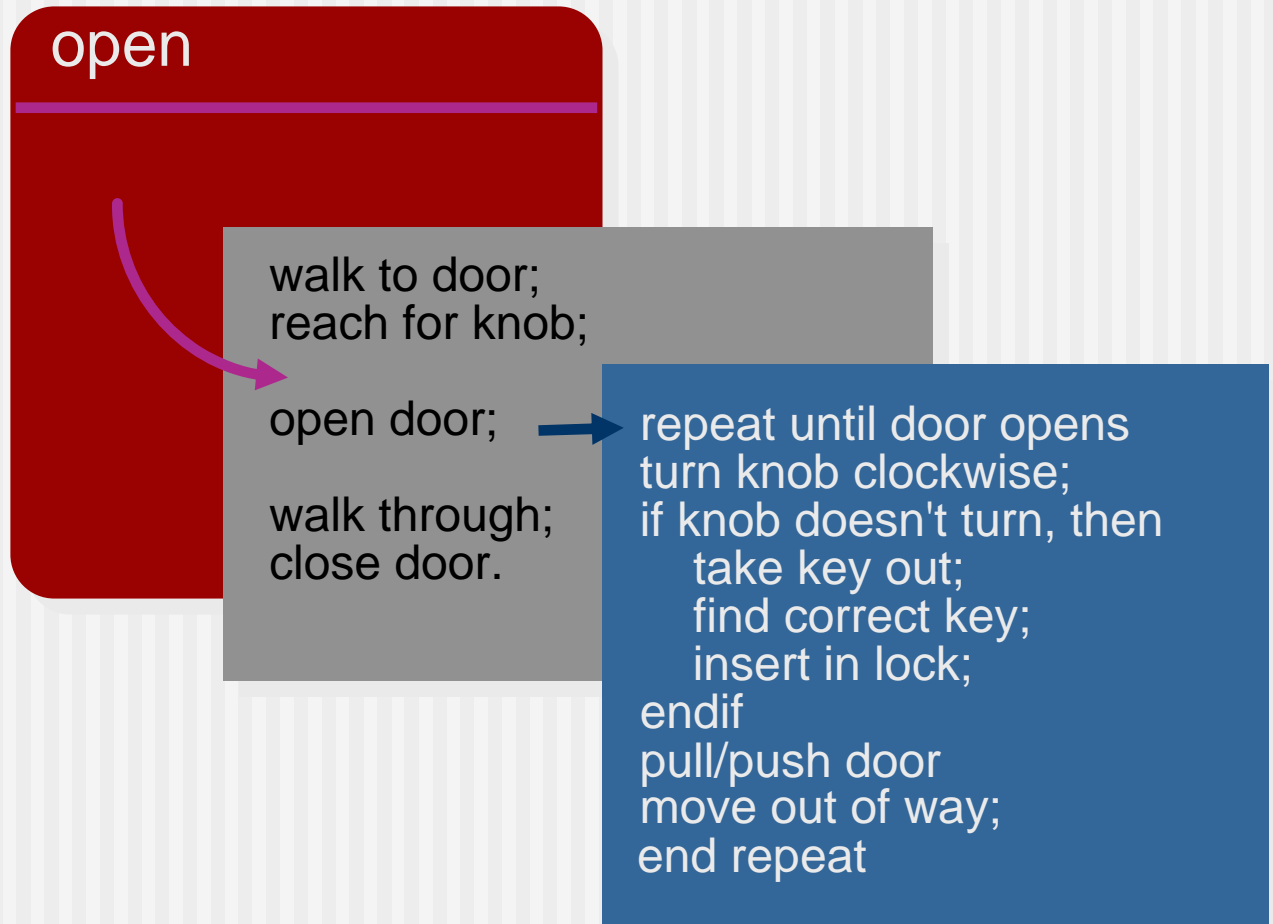 open
walk to door;
reach for knob;
open door;
walk through;
close door.
repeat until door opens
turn knob clockwise;
if knob doesn't turn, then
take key out;
find correct key;
insert in lock;
endif
pull/push door
move out of way;
end repeat